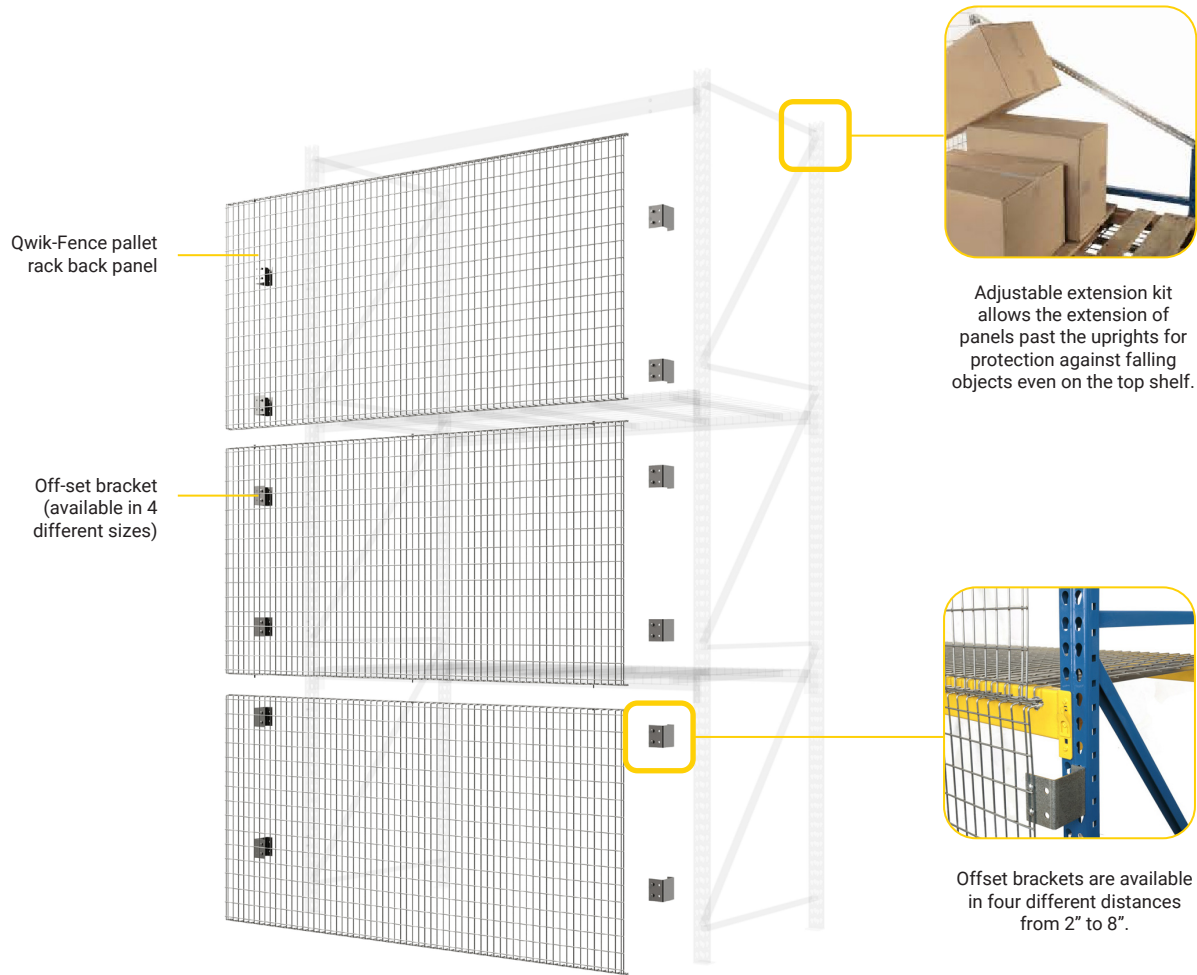 Qwik-Fence pallet
rack back panel
Off-set bracket
(available in 4
different sizes)
Adjustable extension kit
allows the extension of
panels past the uprights for
protection against falling
objects even on the top shelf.
Offset brackets are available
in four different distances
from 2” to 8”.